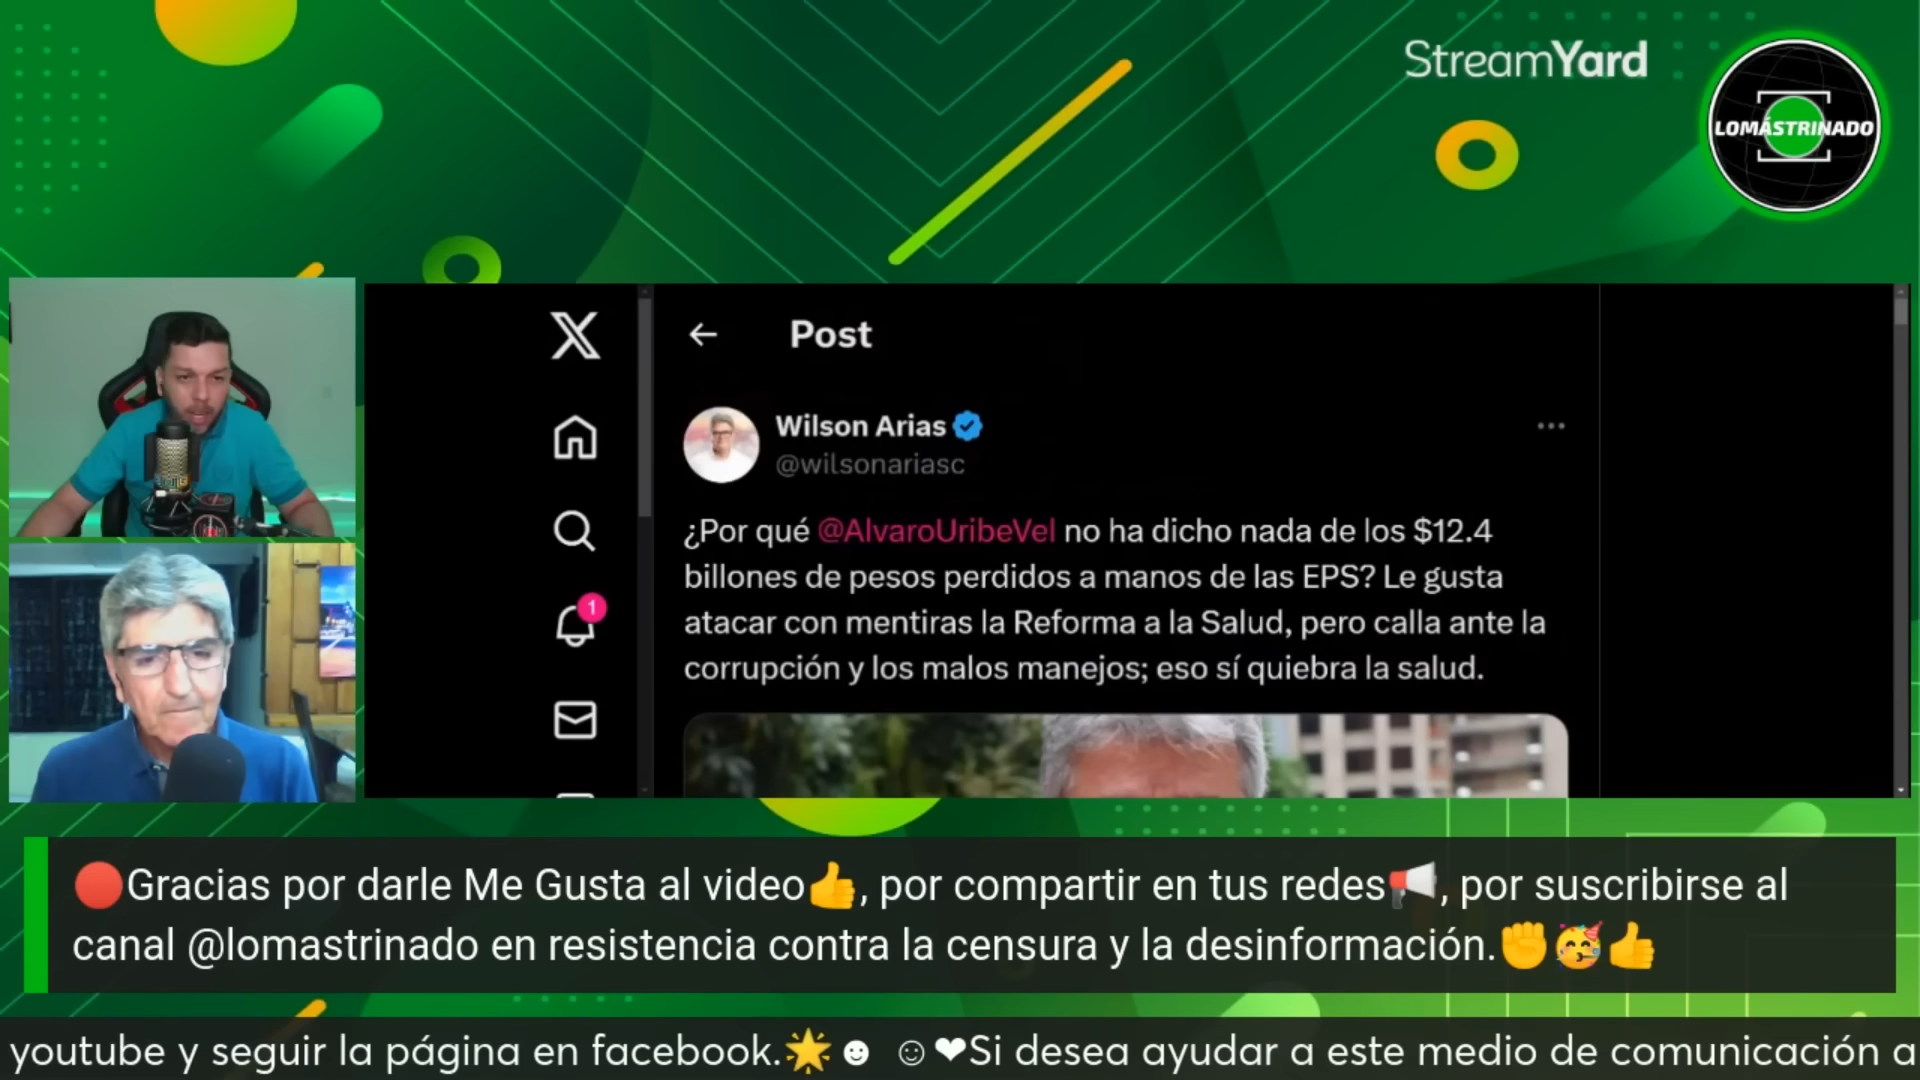 StreamYard
LOMÁSTRINADO
Post
Wilson Arias
@wilsonariasc
1
¿Por qué @AlvaroUribeVel no ha dicho nada de los $12.4
billones de pesos perdidos a manos de las EPS? Le gusta
atacar con mentiras la Reforma a la Salud, pero calla ante la
corrupción y los malos manejos; eso sí quiebra la salud.
🔴Gracias por darle Me Gusta al video👍, por compartir en tus redes📢, por suscribirse al
canal @lomastrinado en resistencia contra la censura y la desinformación.✊🥳👍
youtube y seguir la página en facebook.🌟☻ ☺❤Si desea ayudar a este medio de comunicación a